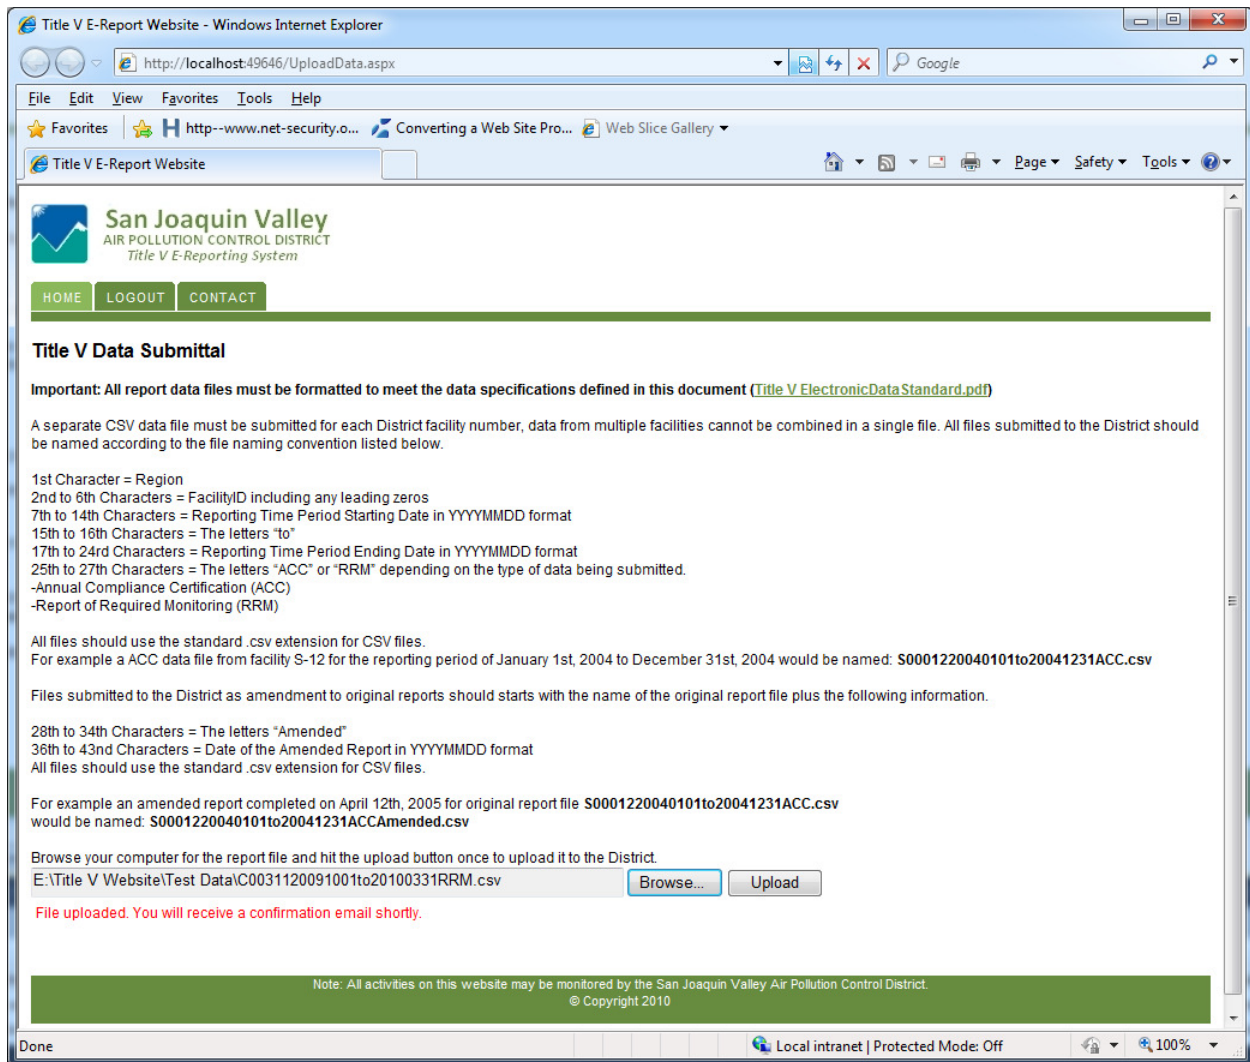 Title V E-Report Website - Windows Internet Explorer
http://localhost:49646/UploadData.aspx
Google
File Edit View Favorites Tools Help
Favorites http--www.net-security.o... Converting a Web Site Pro... Web Slice Gallery
Title V E-Report Website Page Safety Tools
San Joaquin Valley
AIR POLLUTION CONTROL DISTRICT
Title V E-Reporting System
HOME LOGOUT CONTACT
Title V Data Submittal
Important: All report data files must be formatted to meet the data specifications defined in this document (Title V ElectronicDataStandard.pdf)
A separate CSV data file must be submitted for each District facility number, data from multiple facilities cannot be combined in a single file. All files submitted to the District should
be named according to the file naming convention listed below.
1st Character = Region
2nd to 6th Characters = FacilityID including any leading zeros
7th to 14th Characters = Reporting Time Period Starting Date in YYYYMMDD format
15th to 16th Characters = The letters “to”
17th to 24rd Characters = Reporting Time Period Ending Date in YYYYMMDD format
25th to 27th Characters = The letters “ACC” or “RRM” depending on the type of data being submitted.
-Annual Compliance Certification (ACC)
-Report of Required Monitoring (RRM)
All files should use the standard .csv extension for CSV files.
For example a ACC data file from facility S-12 for the reporting period of January 1st, 2004 to December 31st, 2004 would be named: S0001220040101to20041231ACC.csv
Files submitted to the District as amendment to original reports should starts with the name of the original report file plus the following information.
28th to 34th Characters = The letters “Amended”
36th to 43nd Characters = Date of the Amended Report in YYYYMMDD format
All files should use the standard .csv extension for CSV files.
For example an amended report completed on April 12th, 2005 for original report file S0001220040101to20041231ACC.csv
would be named: S0001220040101to20041231ACCAmended.csv
Browse your computer for the report file and hit the upload button once to upload it to the District.
E:\Title V Website\Test Data\C0031120091001to20100331RRM.csv Browse... Upload
File uploaded. You will receive a confirmation email shortly.
Note: All activities on this website may be monitored by the San Joaquin Valley Air Pollution Control District.
© Copyright 2010
Done Local intranet | Protected Mode: Off 100%